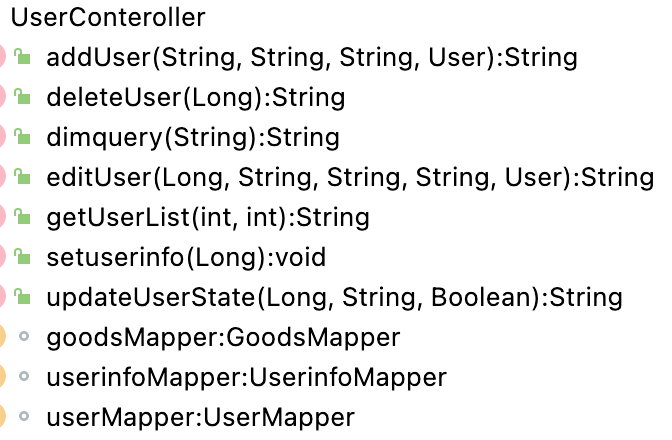 UserConteroller
addUser(String, String, String, User):String
deleteUser(Long):String
dimquery(String):String
editUser(Long, String, String, String, User):String
getUserList(int, int):String
setuserinfo(Long):void
updateUserState(Long, String, Boolean):String
goodsMapper:GoodsMapper
userinfoMapper:UserinfoMapper
userMapper:UserMapper